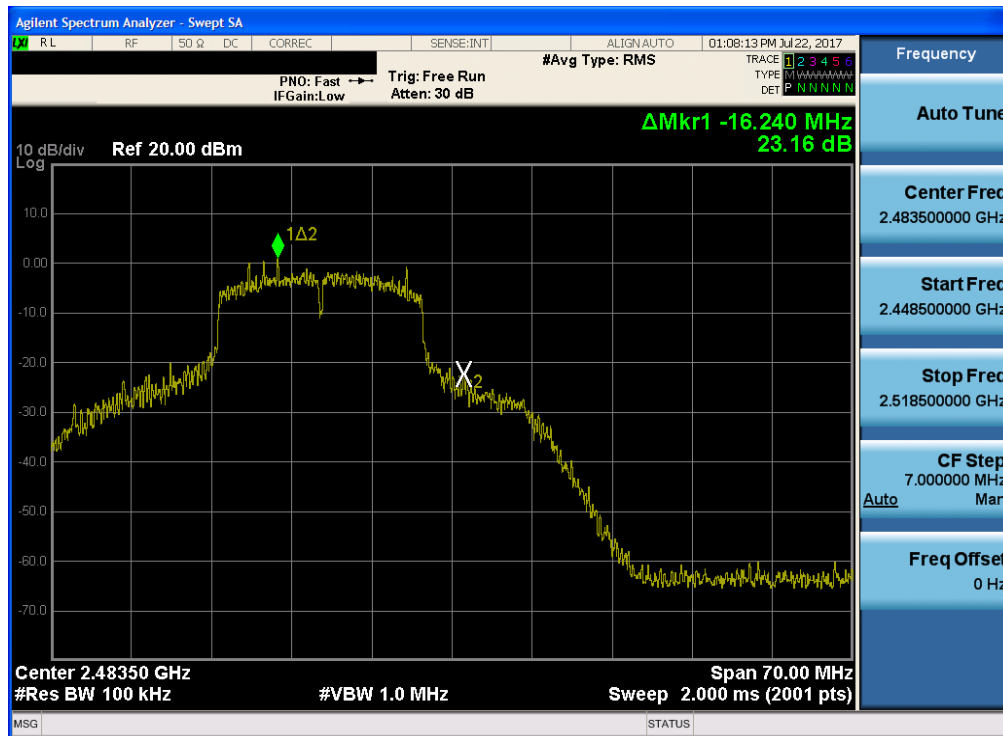 Agilent Spectrum Analyzer - Swept SA
LXI RL RF 50 Ω DC CORREC SENSE:INT ALIGN AUTO 01:08:13 PM Jul 22, 2017
Frequency
#Avg Type: RMS
TRACE 1 2 3 4 5 6
PNO: Fast
Trig: Free Run
TYPE M W W W W W
IFGain:Low
Atten: 30 dB
DET P N N N N N
Auto Tune
ΔMkr1 -16.240 MHz
23.16 dB
10 dB/div Ref 20.00 dBm
Log
Center Freq
2.483500000 GHz
10.0
1Δ2
0.00
Start Freq
2.448500000 GHz
-10.0
-20.0
X2
Stop Freq
2.518500000 GHz
-30.0
-40.0
CF Step
7.000000 MHz
Auto Man
-50.0
-60.0
Freq Offset
0 Hz
-70.0
Center 2.48350 GHz Span 70.00 MHz
#Res BW 100 kHz #VBW 1.0 MHz Sweep 2.000 ms (2001 pts)
MSG STATUS